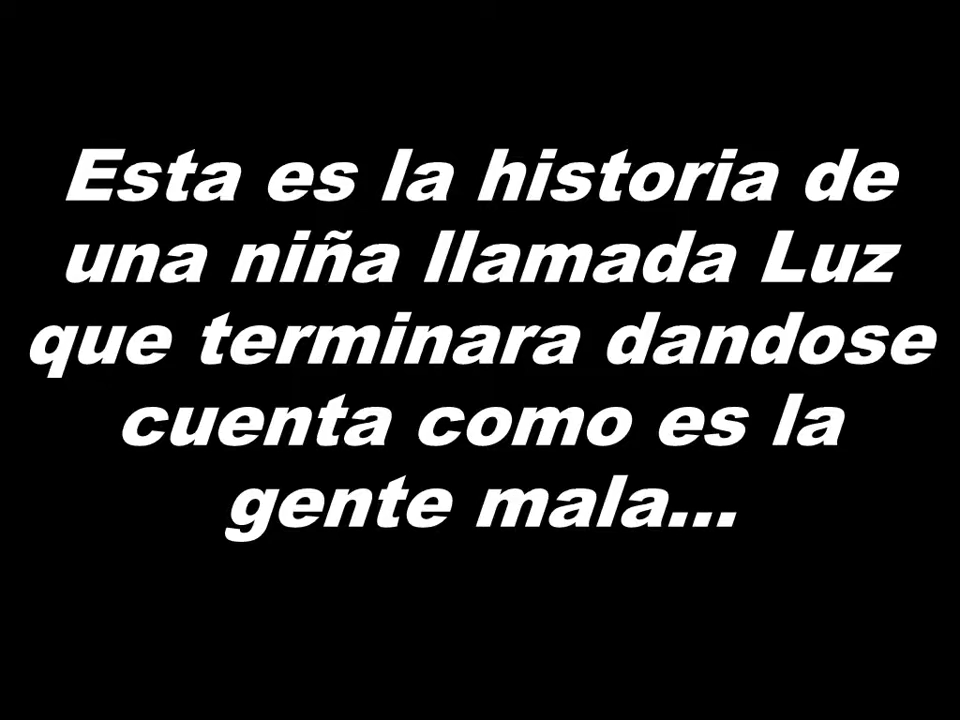 Esta es la historia de
una niña llamada Luz
que terminara dandose
cuenta como es la
gente mala...